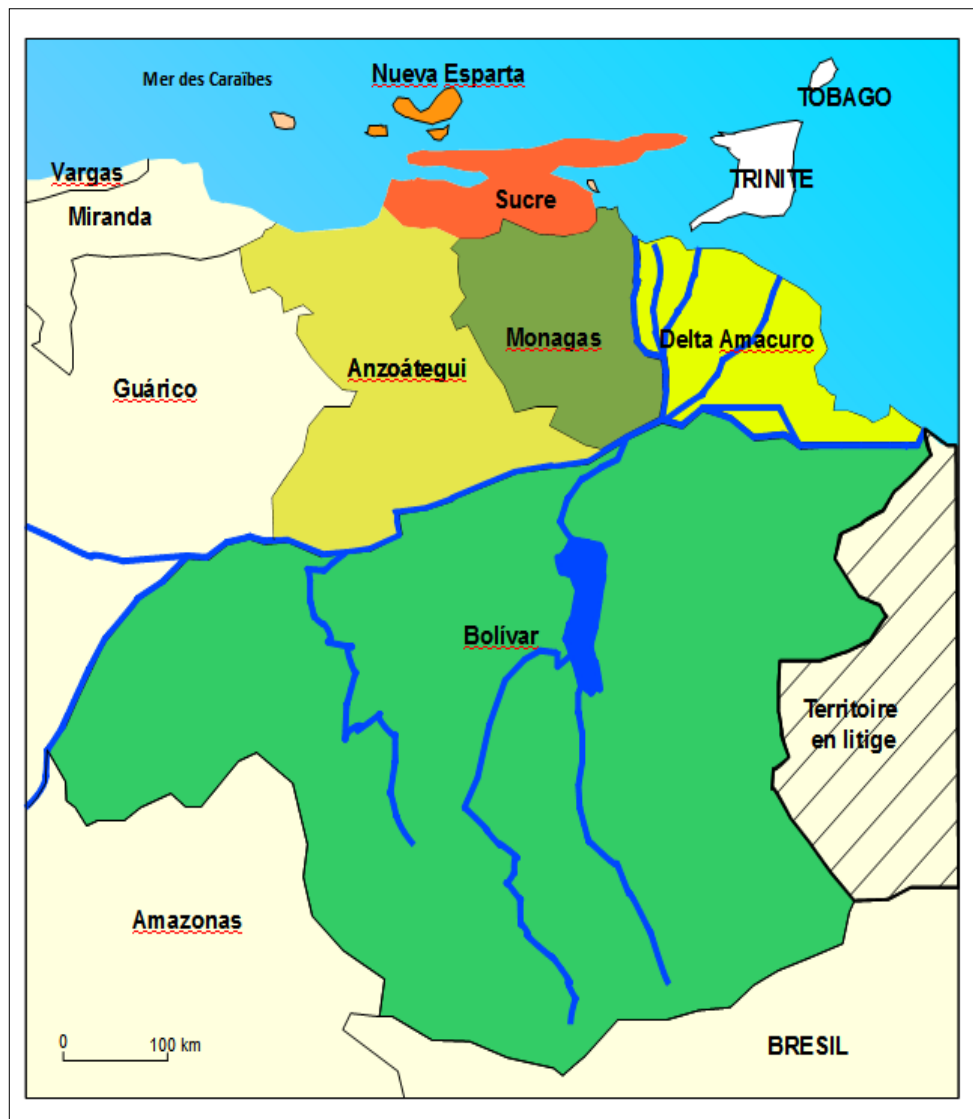 Nueva Esparta
Mer des Caraïbes
TOBAGO
Vargas
TRINITE
Sucre
Miranda
Monagas
Delta Amacuro
Anzoátegui
Guárico
Bolívar
Territoire
en litige
Amazonas
0 100 km
BRESIL